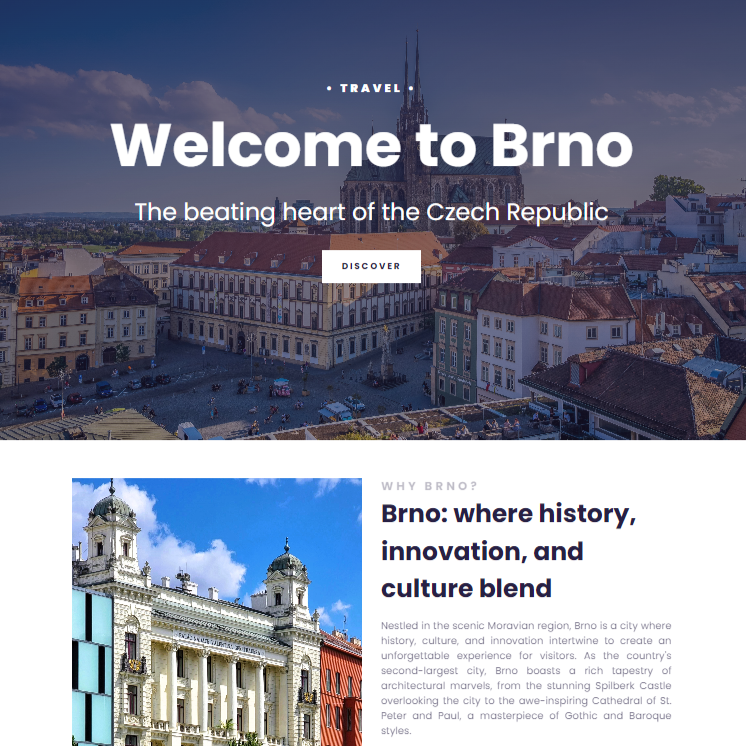 • TRAVEL •
Welcome to Brno
The beating heart of the Czech Republic
DISCOVER
WHY BRNO?
Brno: where history,
innovation, and
culture blend
Nestled in the scenic Moravian region, Brno is a city where
history, culture, and innovation intertwine to create an
unforgettable experience for visitors. As the country's
second-largest city, Brno boasts a rich tapestry of
architectural marvels, from the stunning Spilberk Castle
overlooking the city to the awe-inspiring Cathedral of St.
Peter and Paul, a masterpiece of Gothic and Baroque
styles.